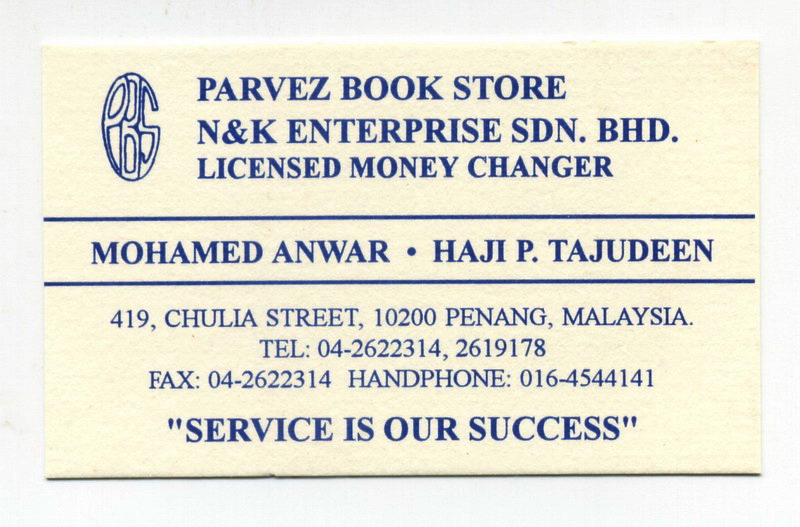 PARVEZ BOOK STORE
N&K ENTERPRISE SDN. BHD.
LICENSED MONEY CHANGER
MOHAMED ANWAR • HAJI P. TAJUDEEN
419, CHULIA STREET, 10200 PENANG, MALAYSIA.
TEL: 04-2622314, 2619178
FAX: 04-2622314 HANDPHONE: 016-4544141
"SERVICE IS OUR SUCCESS"